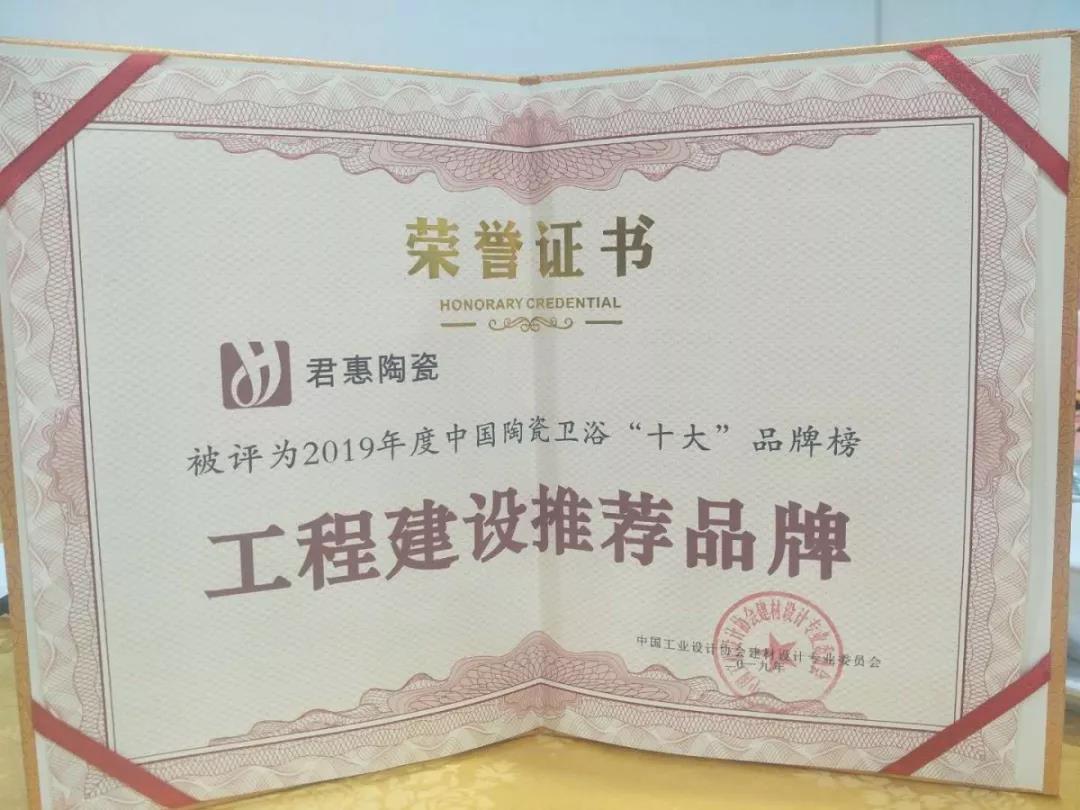 荣誉证书
HONORARY CREDENTIAL
君惠陶瓷
被评为2019年度中国陶瓷卫浴“十大”品牌榜
工程建设推荐品牌
中国工业设计协会建材设计专业委员会
二〇一九年